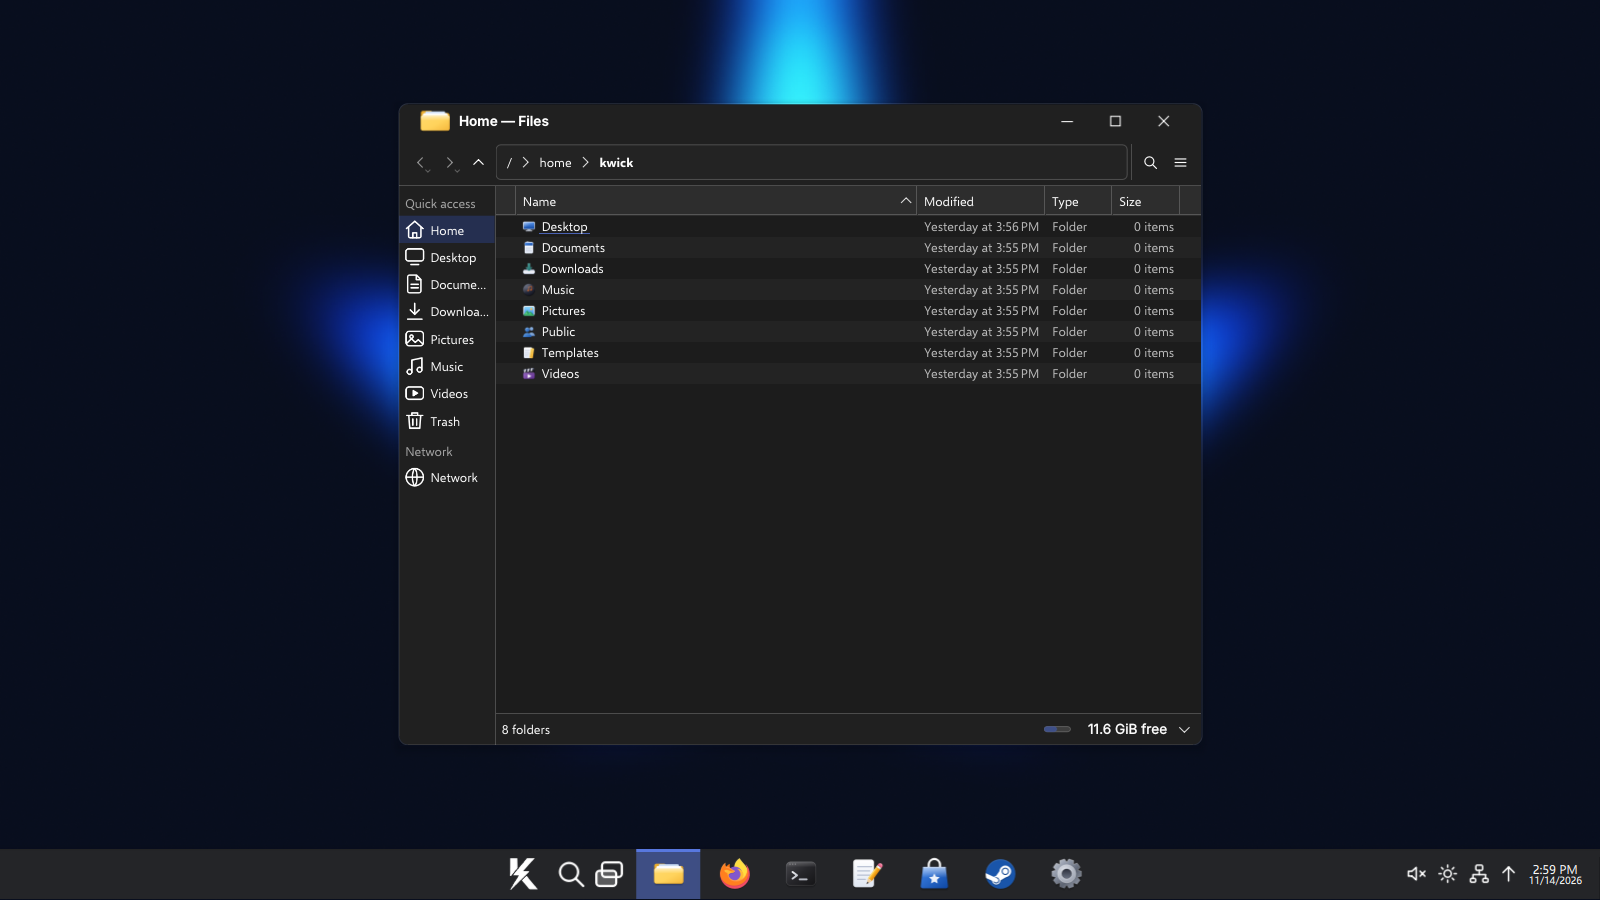 Home — Files
/ home kwick
Quick access
Home
Desktop
Docume...
Downloa...
Pictures
Music
Videos
Trash
Network
Network
Name Modified Type Size
Desktop Yesterday at 3:56 PM Folder 0 items
Documents Yesterday at 3:55 PM Folder 0 items
Downloads Yesterday at 3:55 PM Folder 0 items
Music Yesterday at 3:55 PM Folder 0 items
Pictures Yesterday at 3:55 PM Folder 0 items
Public Yesterday at 3:55 PM Folder 0 items
Templates Yesterday at 3:55 PM Folder 0 items
Videos Yesterday at 3:55 PM Folder 0 items
8 folders 11.6 GiB free
2:59 PM
11/14/2026